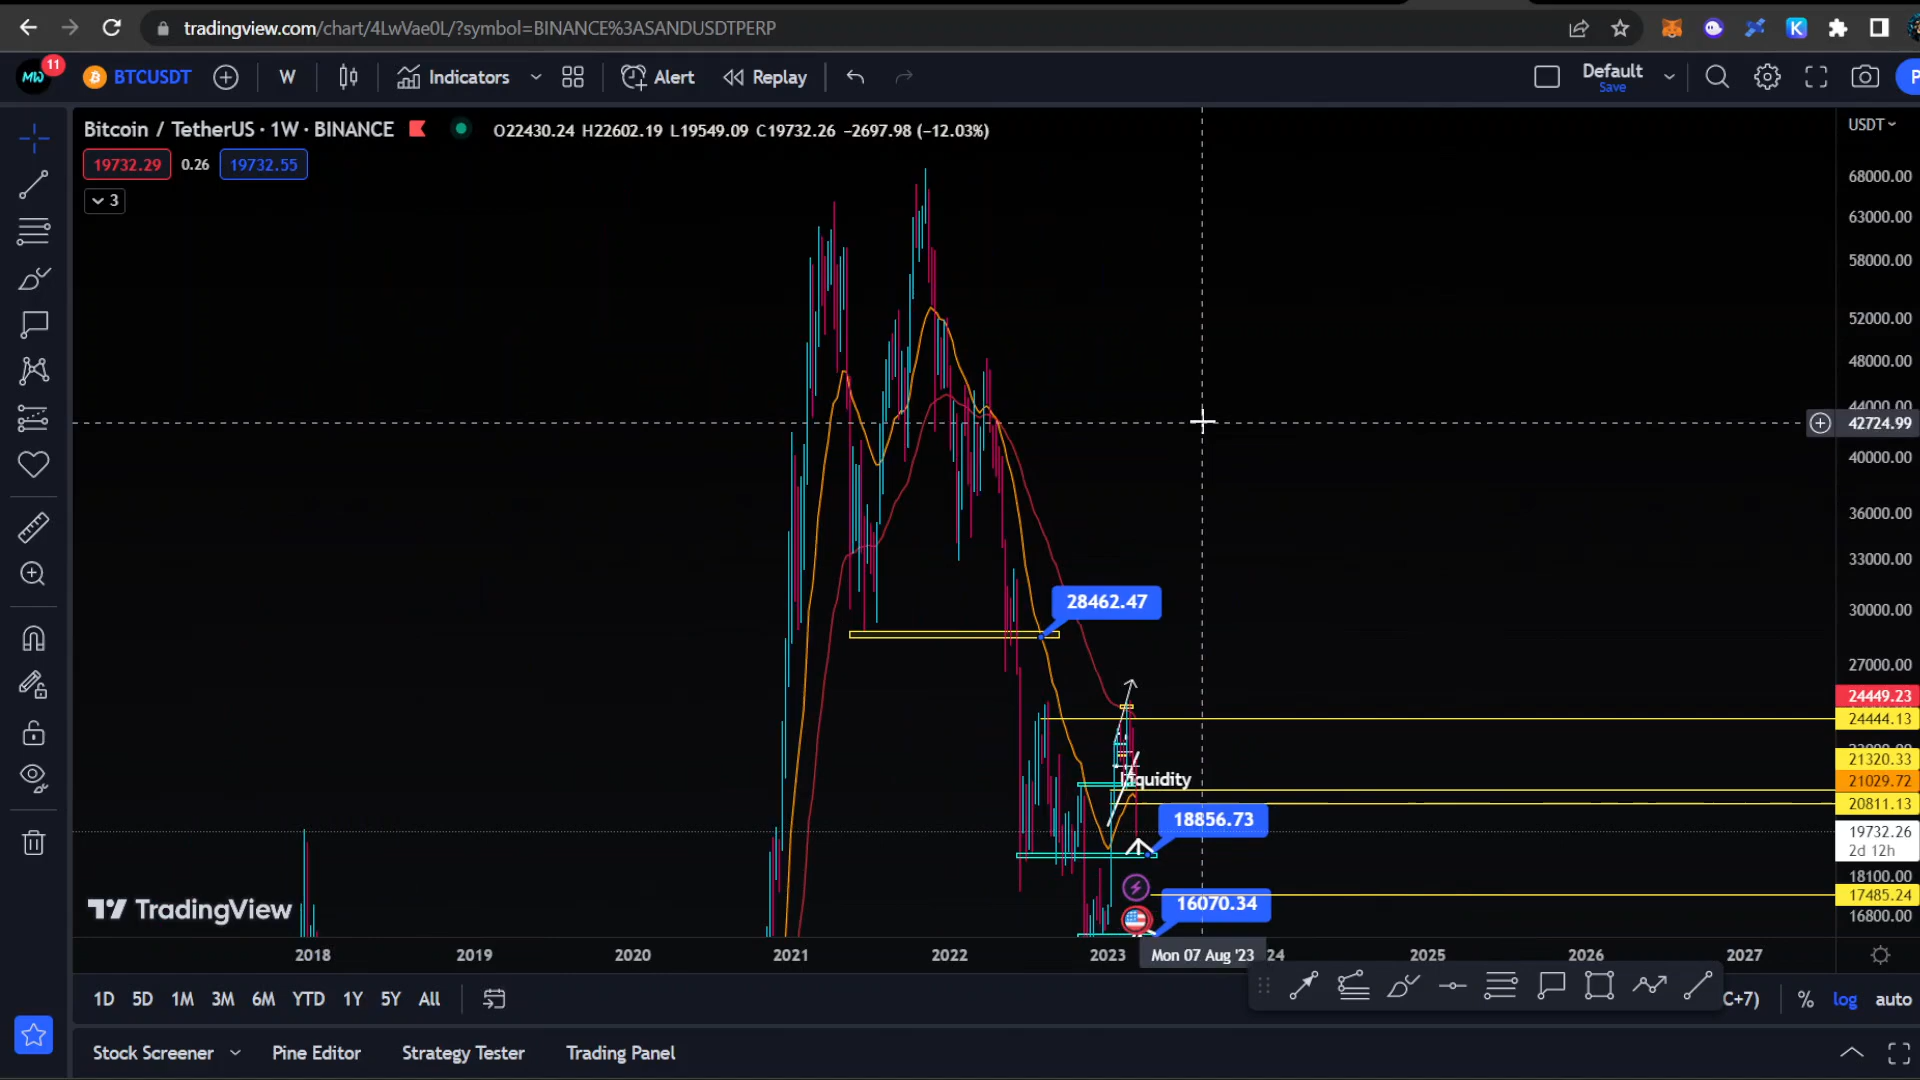 tradingview.com/chart/4LwVae0L/?symbol=BINANCE%3ASANDUSDTPERP
K
MW 11 BTCUSDT W Indicators Alert Replay Default Save P
Bitcoin / TetherUS · 1W · BINANCE O22430.24 H22602.19 L19549.09 C19732.26 −2697.98 (−12.03%) USDT
19732.29 0.26 19732.55
3
68000.00
63000.00
58000.00
52000.00
48000.00
44000.00
42724.99
40000.00
36000.00
33000.00
28462.47
30000.00
27000.00
24449.23
24444.13
21320.33
liquidity
21029.72
20811.13
18856.73
19732.26
2d 12h
18100.00
17485.24
16070.34
16800.00
TradingView
2018 2019 2020 2021 2022 2023 Mon 07 Aug '23 24 2025 2026 2027
1D 5D 1M 3M 6M YTD 1Y 5Y All C+7) % log auto
Stock Screener Pine Editor Strategy Tester Trading Panel